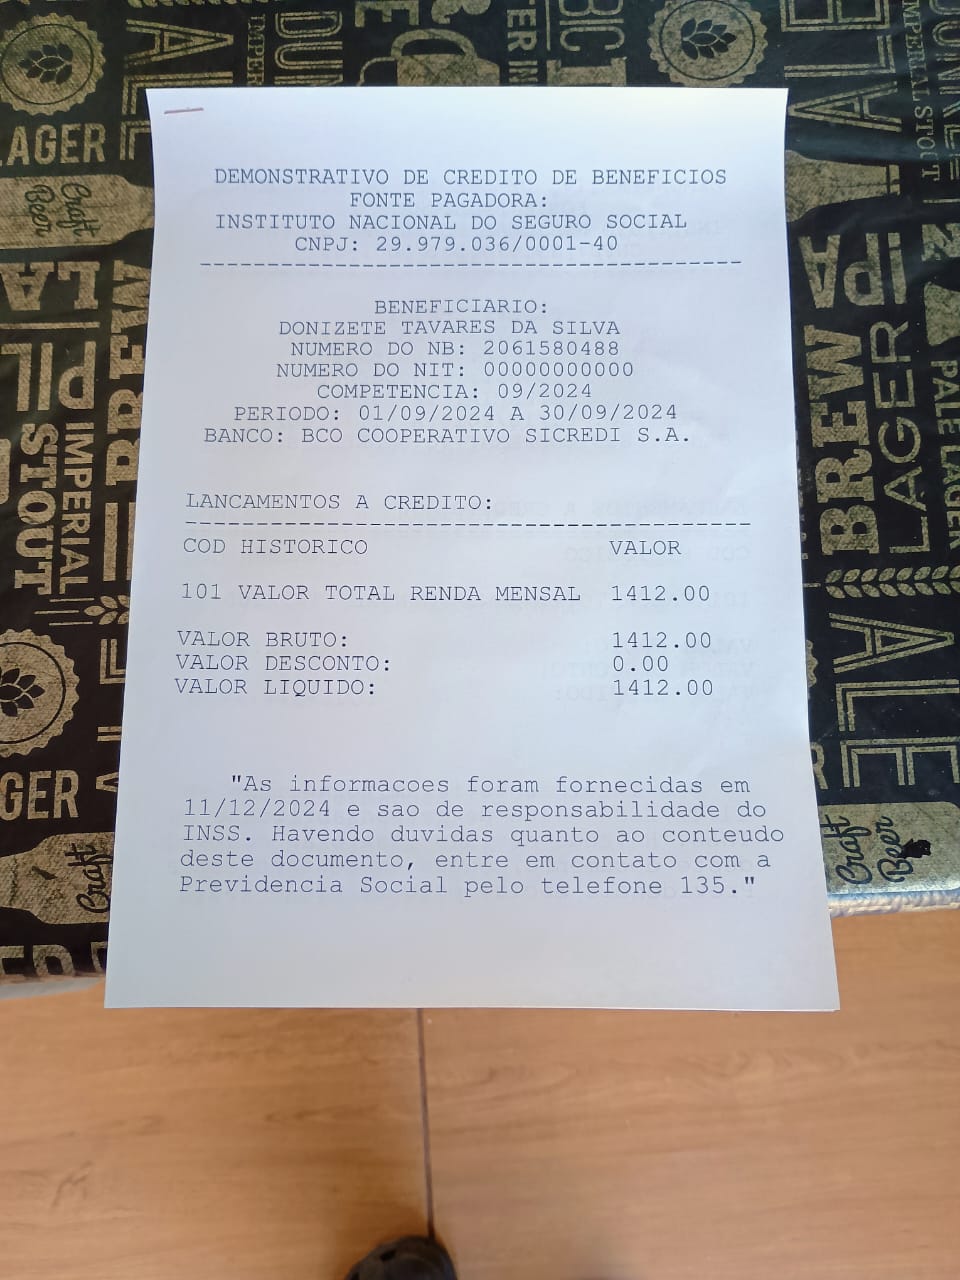 DEMONSTRATIVO DE CREDITO DE BENEFICIOS
FONTE PAGADORA:
INSTITUTO NACIONAL DO SEGURO SOCIAL
CNPJ: 29.979.036/0001-40
-----------------------------------------
BENEFICIARIO:
DONIZETE TAVARES DA SILVA
NUMERO DO NB: 2061580488
NUMERO DO NIT: 00000000000
COMPETENCIA: 09/2024
PERIODO: 01/09/2024 A 30/09/2024
BANCO: BCO COOPERATIVO SICREDI S.A.
LANCAMENTOS A CREDITO:
-----------------------------------------
COD HISTORICO VALOR
101 VALOR TOTAL RENDA MENSAL 1412.00
VALOR BRUTO: 1412.00
VALOR DESCONTO: 0.00
VALOR LIQUIDO: 1412.00
"As informacoes foram fornecidas em
11/12/2024 e sao de responsabilidade do
INSS. Havendo duvidas quanto ao conteudo
deste documento, entre em contato com a
Previdencia Social pelo telefone 135."
LAGER
Craft
Beer
IMPERIAL
STOUT
BREW
LAGER
PALE LAGER
IMPERIAL STOUT
ALE
Craft
Beer